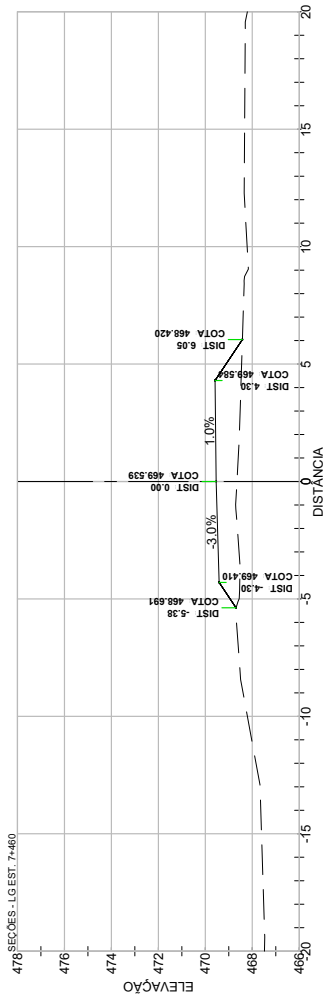 SEÇÕES - LG EST. 7+460
478
476
474
472
470
468
466
ELEVAÇÃO
DIST -5.38
COTA 468.691
DIST -4.30
COTA 469.410
-3.0%
DIST 0.00
COTA 469.539
1.0%
DIST 4.30
COTA 469.584
DIST 6.05
COTA 468.420
-20
-15
-10
-5
0
5
10
15
20
DISTÂNCIA